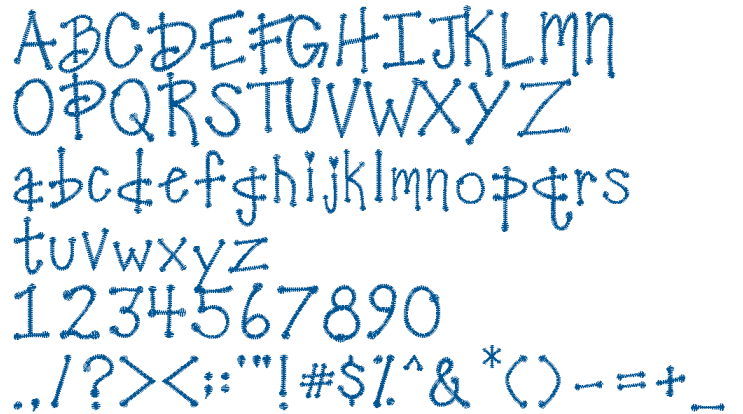 ABCDEFGHIJKLMN
OPQRSTUVWXYZ
abcdefghijklmnopqrs
tuvwxyz
1234567890
.,/?><;:'"!#$%^&*()-=+_